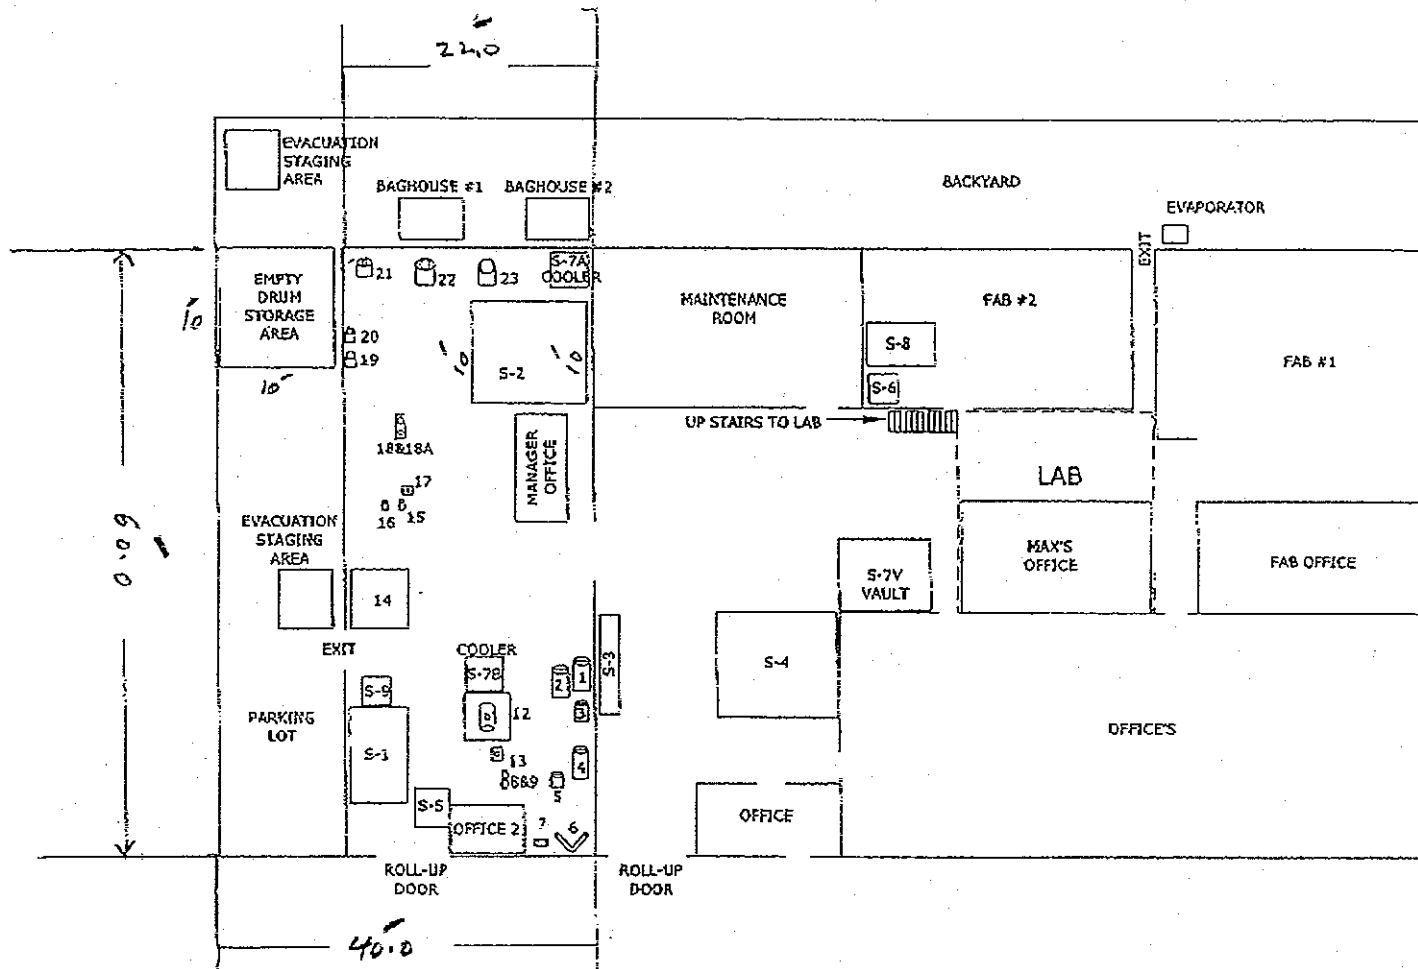 22.0
EVACUATION
STAGING
AREA
BAGHOUSE #1
BAGHOUSE #2
BACKYARD
EVAPORATOR
EXIT
EMPTY
DRUM
STORAGE
AREA
10'
10'
21
22
23
S-7A
COOLER
20
19
10'
10'
S-2
MAINTENANCE
ROOM
FAB #2
S-8
S-6
FAB #1
UP STAIRS TO LAB
18&18A
MANAGER
OFFICE
LAB
17
16
15
60.0
EVACUATION
STAGING
AREA
14
MAX'S
OFFICE
FAB OFFICE
S-7V
VAULT
EXIT
COOLER
S-7B
2
1
3
S-3
S-4
S-9
12
PARKING
LOT
S-1
OFFICE'S
13
8&9
4
5
S-5
OFFICE 2
7
6
OFFICE
ROLL-UP
DOOR
ROLL-UP
DOOR
40.0